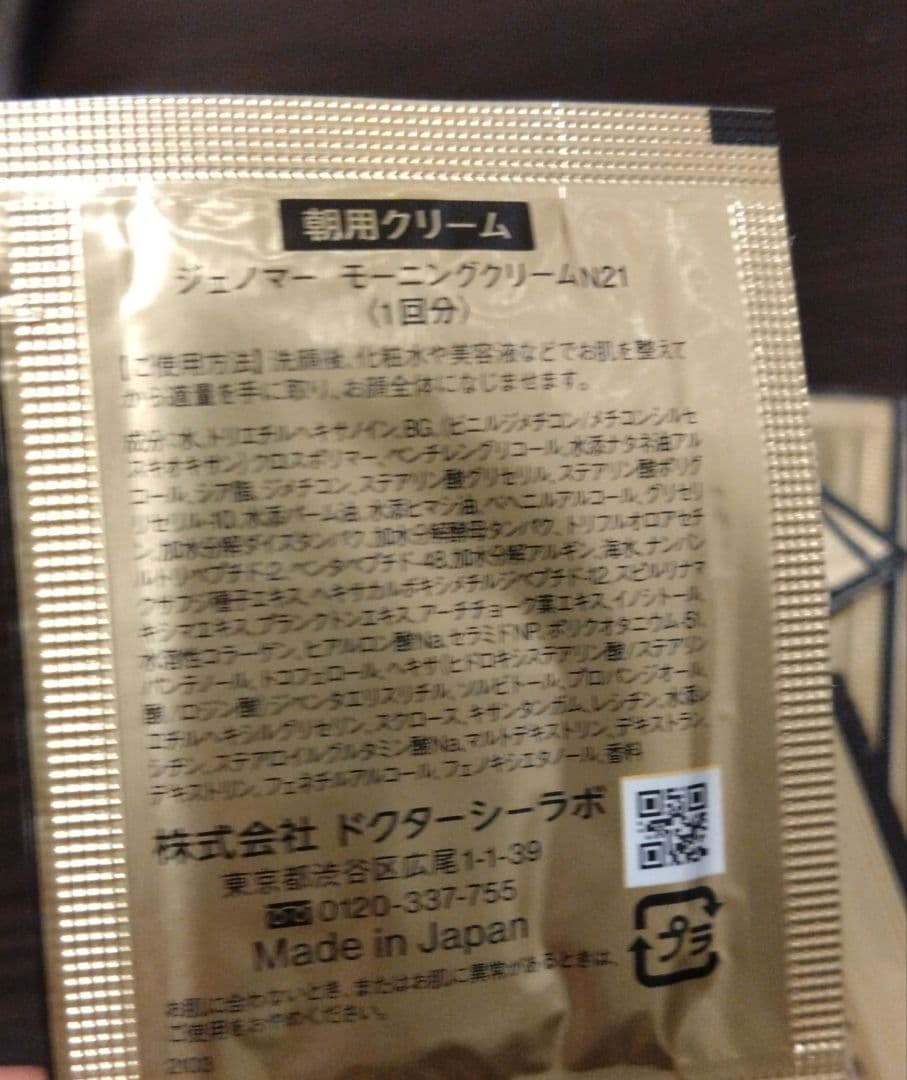 朝用クリーム
ジェノマー モーニングクリームN21
〈1回分〉
【ご使用方法】洗顔後、化粧水や美容液などでお肌を整えて
から適量を手に取り、お顔全体になじませます。
成分:水、トリエチルヘキサノイン、BG、(ビニルジメチコン/メチコンシルセ
スキオキサン)クロスポリマー、ペンチレングリコール、水添ナタネ油アル
コール、シア脂、ジメチコン、ステアリン酸グリセリル、ステアリン酸ポリグ
リセリル-10、水添パーム油、水添ヒマシ油、ベヘニルアルコール、グリセリ
ン、加水分解ダイズタンパク、加水分解酵母タンパク、トリフルオロアセチ
ルトリペプチド-2、ペンタペプチド-48、加水分解アルギン、海水、ナンバン
クサフジ種子エキス、ヘキサカルボキシメチルジペプチド-12、スピルリナマ
キシマエキス、プランクトンエキス、アーチチョーク葉エキス、イノシトール、
水溶性コラーゲン、ヒアルロン酸Na、セラミドNP、ポリクオタニウム-61、
パンテノール、トコフェロール、ヘキサ(ヒドロキシステアリン酸/ステアリン
酸/ロジン酸)ジペンタエリスリチル、ソルビトール、プロパンジオール、
エチルヘキシルグリセリン、スクロース、キサンタンガム、レシチン、水添レ
シチン、ステアロイルグルタミン酸Na、マルトデキストリン、デキストラン、
デキストリン、フェネチルアルコール、フェノキシエタノール、香料
株式会社 ドクターシーラボ
東京都渋谷区広尾1-1-39
0120-337-755
Made in Japan
プラ
お肌に合わないとき、またはお肌に異常があるときは、
ご使用をおやめください。
2103